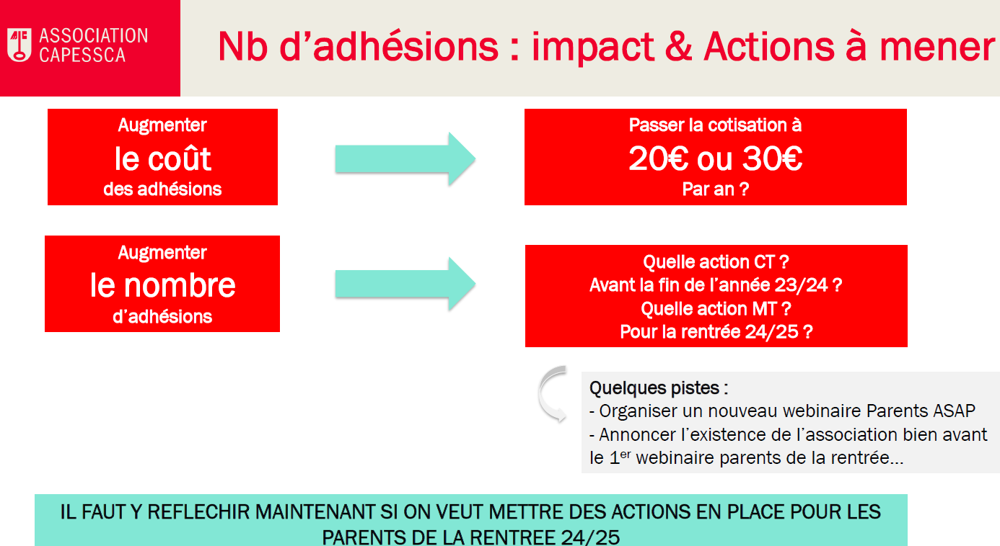 ASSOCIATION
CAPESSCA
Nb d’adhésions : impact & Actions à mener
Augmenter
le coût
des adhésions
Passer la cotisation à
20€ ou 30€
Par an ?
Augmenter
le nombre
d’adhésions
Quelle action CT ?
Avant la fin de l’année 23/24 ?
Quelle action MT ?
Pour la rentrée 24/25 ?
Quelques pistes :
- Organiser un nouveau webinaire Parents ASAP
- Annoncer l’existence de l’association bien avant
le 1er webinaire parents de la rentrée...
IL FAUT Y REFLECHIR MAINTENANT SI ON VEUT METTRE DES ACTIONS EN PLACE POUR LES
PARENTS DE LA RENTREE 24/25